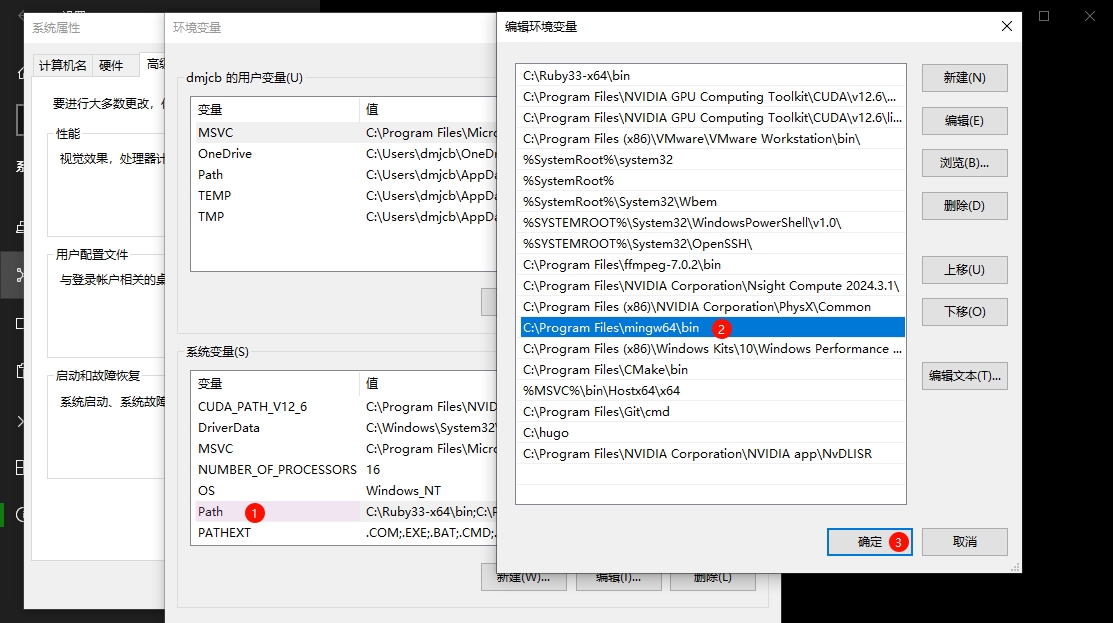 系统属性
计算机名
硬件
高级
要进行大多数更改，
性能
视觉效果，处理器计
用户配置文件
与登录帐户相关的桌
启动和故障恢复
系统启动、系统故障
环境变量
dmjcb 的用户变量(U)
变量 值
MSVC C:\Program Files\Micro
OneDrive C:\Users\dmjcb\OneDr
Path C:\Users\dmjcb\AppDa
TEMP C:\Users\dmjcb\AppDa
TMP C:\Users\dmjcb\AppDa
系统变量(S)
变量 值
CUDA_PATH_V12_6 C:\Program Files\NVID
DriverData C:\Windows\System32\
MSVC C:\Program Files\Micro
NUMBER_OF_PROCESSORS 16
OS Windows_NT
Path 1 C:\Ruby33-x64\bin;C:\P
PATHEXT .COM;.EXE;.BAT;.CMD;.
新建(W)... 编辑(I)... 删除(L)
编辑环境变量
C:\Ruby33-x64\bin
C:\Program Files\NVIDIA GPU Computing Toolkit\CUDA\v12.6\...
C:\Program Files\NVIDIA GPU Computing Toolkit\CUDA\v12.6\li...
C:\Program Files (x86)\VMware\VMware Workstation\bin\
%SystemRoot%\system32
%SystemRoot%
%SystemRoot%\System32\Wbem
%SYSTEMROOT%\System32\WindowsPowerShell\v1.0\
%SYSTEMROOT%\System32\OpenSSH\
C:\Program Files\ffmpeg-7.0.2\bin
C:\Program Files\NVIDIA Corporation\Nsight Compute 2024.3.1\
C:\Program Files (x86)\NVIDIA Corporation\PhysX\Common
C:\Program Files\mingw64\bin 2
C:\Program Files (x86)\Windows Kits\10\Windows Performance ...
C:\Program Files\CMake\bin
%MSVC%\bin\Hostx64\x64
C:\Program Files\Git\cmd
C:\hugo
C:\Program Files\NVIDIA Corporation\NVIDIA app\NvDLISR
新建(N)
编辑(E)
浏览(B)...
删除(D)
上移(U)
下移(O)
编辑文本(T)...
确定 3
取消